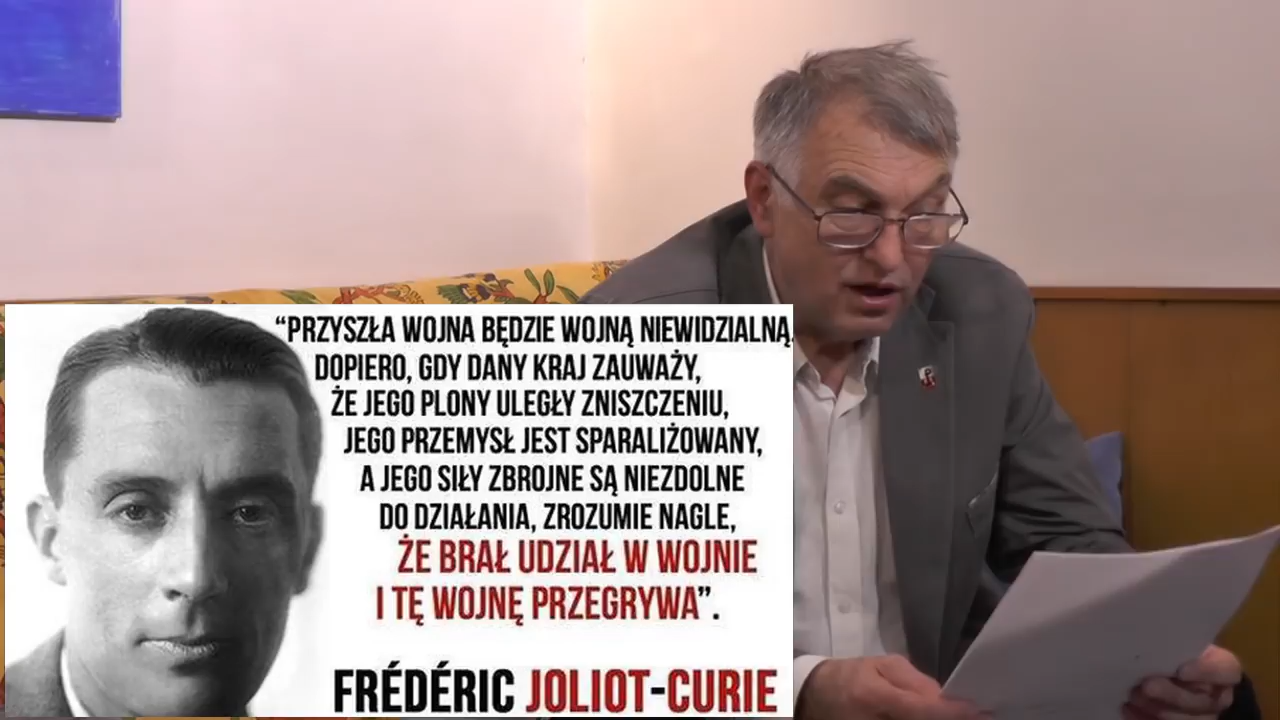 “PRZYSZŁA WOJNA BĘDZIE WOJNĄ NIEWIDZIALNĄ.
DOPIERO, GDY DANY KRAJ ZAUWAŻY,
ŻE JEGO PLONY ULEGŁY ZNISZCZENIU,
JEGO PRZEMYSŁ JEST SPARALIŻOWANY,
A JEGO SIŁY ZBROJNE SĄ NIEZDOLNE
DO DZIAŁANIA, ZROZUMIE NAGLE,
ŻE BRAŁ UDZIAŁ W WOJNIE
I TĘ WOJNĘ PRZEGRYWA”.
FRÉDÉRIC JOLIOT-CURIE